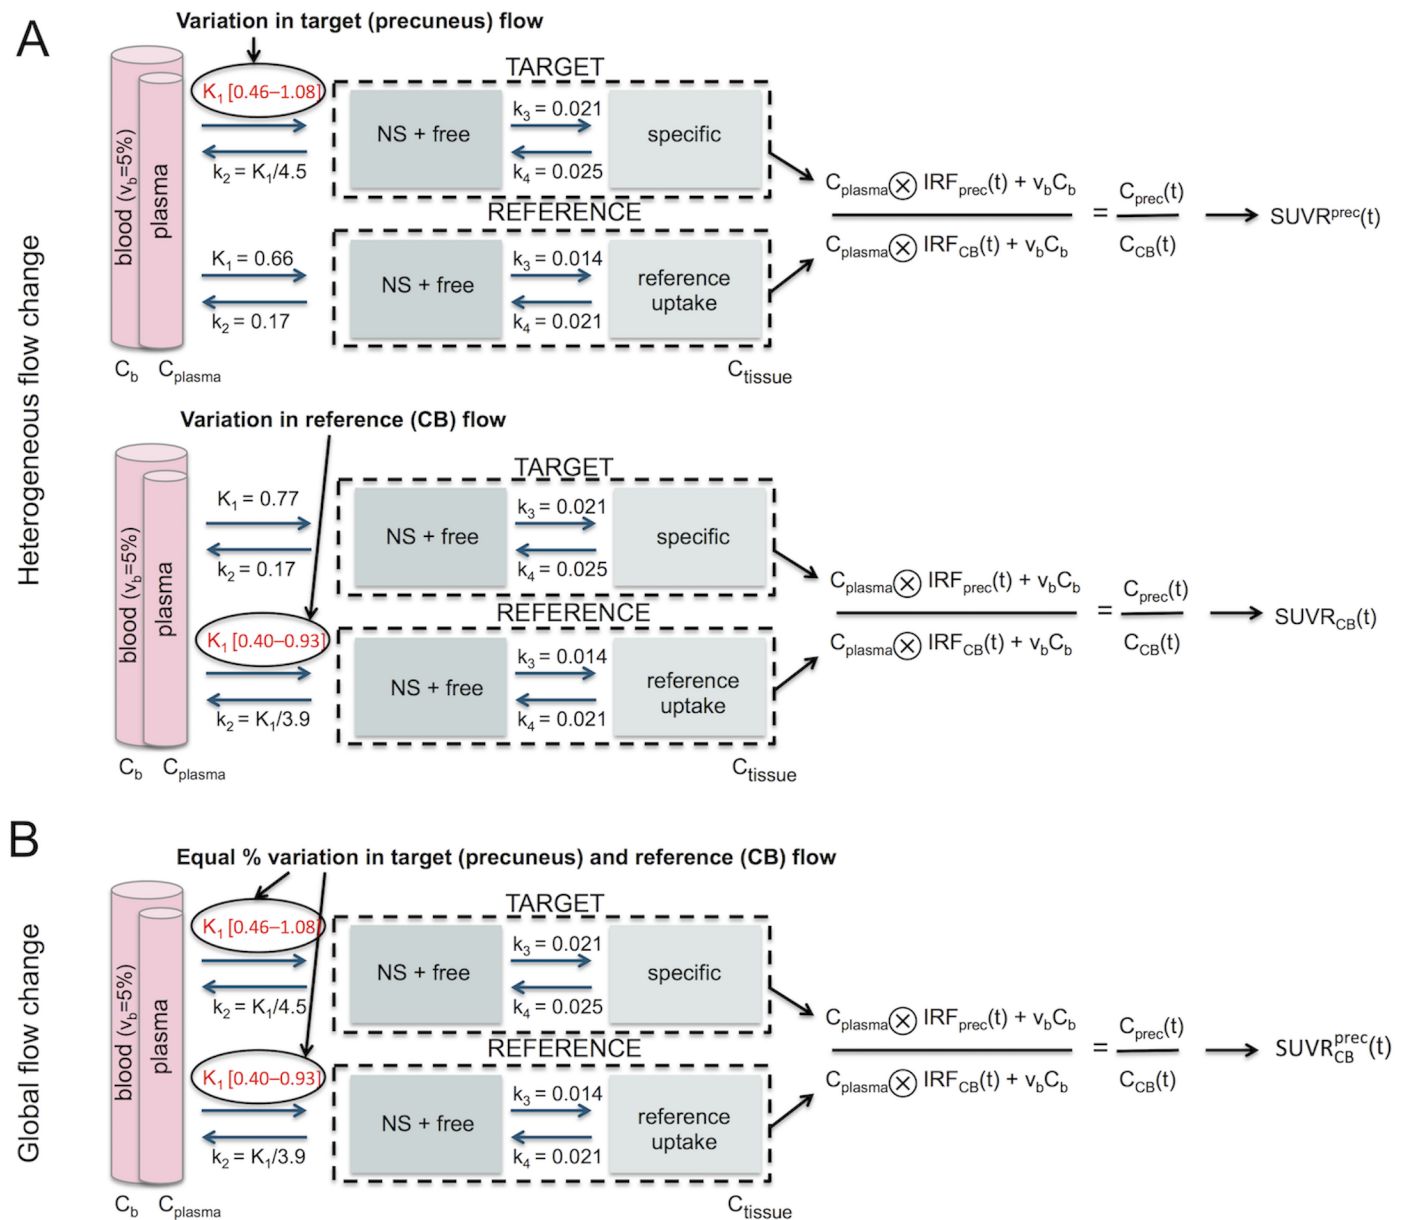 A
Heterogeneous flow change
Variation in target (precuneus) flow
blood (vb=5%)
plasma
K1 [0.46–1.08]
k2 = K1/4.5
TARGET
NS + free
k3 = 0.021
k4 = 0.025
specific
K1 = 0.66
k2 = 0.17
REFERENCE
NS + free
k3 = 0.014
k4 = 0.021
reference
uptake
Cb
Cplasma
Ctissue
Cplasma⊗ IRFprec(t) + vbCb
Cplasma⊗ IRFCB(t) + vbCb
=
Cprec(t)
CCB(t)
SUVRprec(t)
Variation in reference (CB) flow
blood (vb=5%)
plasma
K1 = 0.77
k2 = 0.17
TARGET
NS + free
k3 = 0.021
k4 = 0.025
specific
K1 [0.40–0.93]
k2 = K1/3.9
REFERENCE
NS + free
k3 = 0.014
k4 = 0.021
reference
uptake
Cb
Cplasma
Ctissue
Cplasma⊗ IRFprec(t) + vbCb
Cplasma⊗ IRFCB(t) + vbCb
=
Cprec(t)
CCB(t)
SUVRCB(t)
B
Global flow change
Equal % variation in target (precuneus) and reference (CB) flow
blood (vb=5%)
plasma
K1 [0.46–1.08]
k2 = K1/4.5
TARGET
NS + free
k3 = 0.021
k4 = 0.025
specific
K1 [0.40–0.93]
k2 = K1/3.9
REFERENCE
NS + free
k3 = 0.014
k4 = 0.021
reference
uptake
Cb
Cplasma
Ctissue
Cplasma⊗ IRFprec(t) + vbCb
Cplasma⊗ IRFCB(t) + vbCb
=
Cprec(t)
CCB(t)
SUVRprecCB(t)